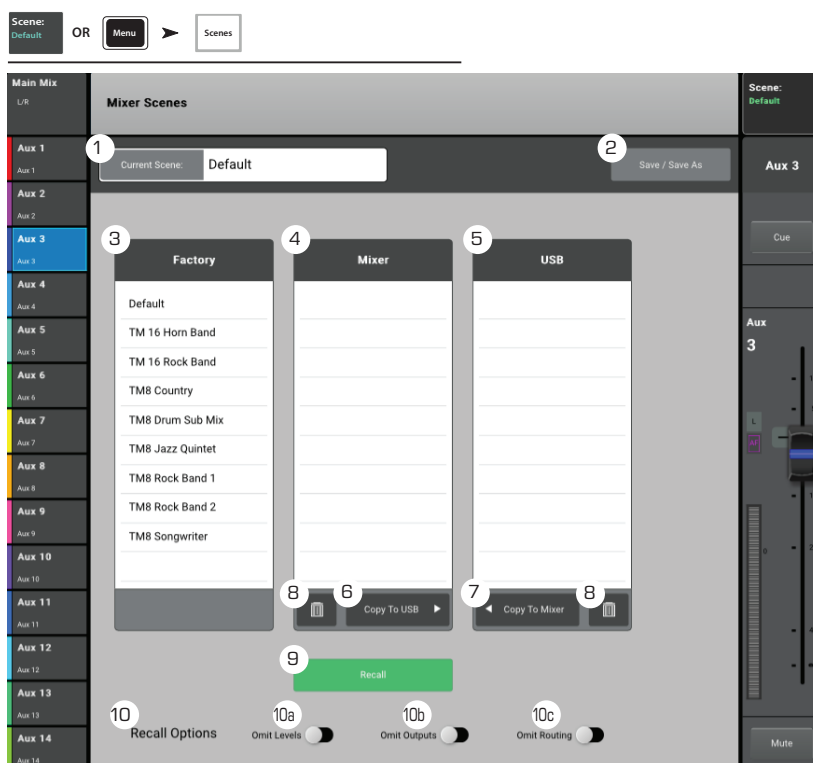 Scene:
Default
OR
Menu
Scenes
Main Mix
L/R
Mixer Scenes
Scene:
Default
1
Current Scene:
Default
2
Save / Save As
Aux 1
Aux 1
Aux 2
Aux 2
Aux 3
Aux 3
Aux 4
Aux 4
Aux 5
Aux 5
Aux 6
Aux 6
Aux 7
Aux 7
Aux 8
Aux 8
Aux 9
Aux 9
Aux 10
Aux 10
Aux 11
Aux 11
Aux 12
Aux 12
Aux 13
Aux 13
Aux 14
Aux 14
3
Factory
Default
TM 16 Horn Band
TM 16 Rock Band
TM8 Country
TM8 Drum Sub Mix
TM8 Jazz Quintet
TM8 Rock Band 1
TM8 Rock Band 2
TM8 Songwriter
4
Mixer
8
6
Copy To USB
5
USB
7
Copy To Mixer
8
9
Recall
10
Recall Options
10a
Omit Levels
10b
Omit Outputs
10c
Omit Routing
Aux 3
Cue
Aux
3
L
AF
0
Mute